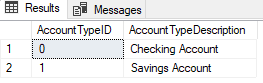 Results Messages
AccountTypeID AccountTypeDescription
1 0 Checking Account
2 1 Savings Account